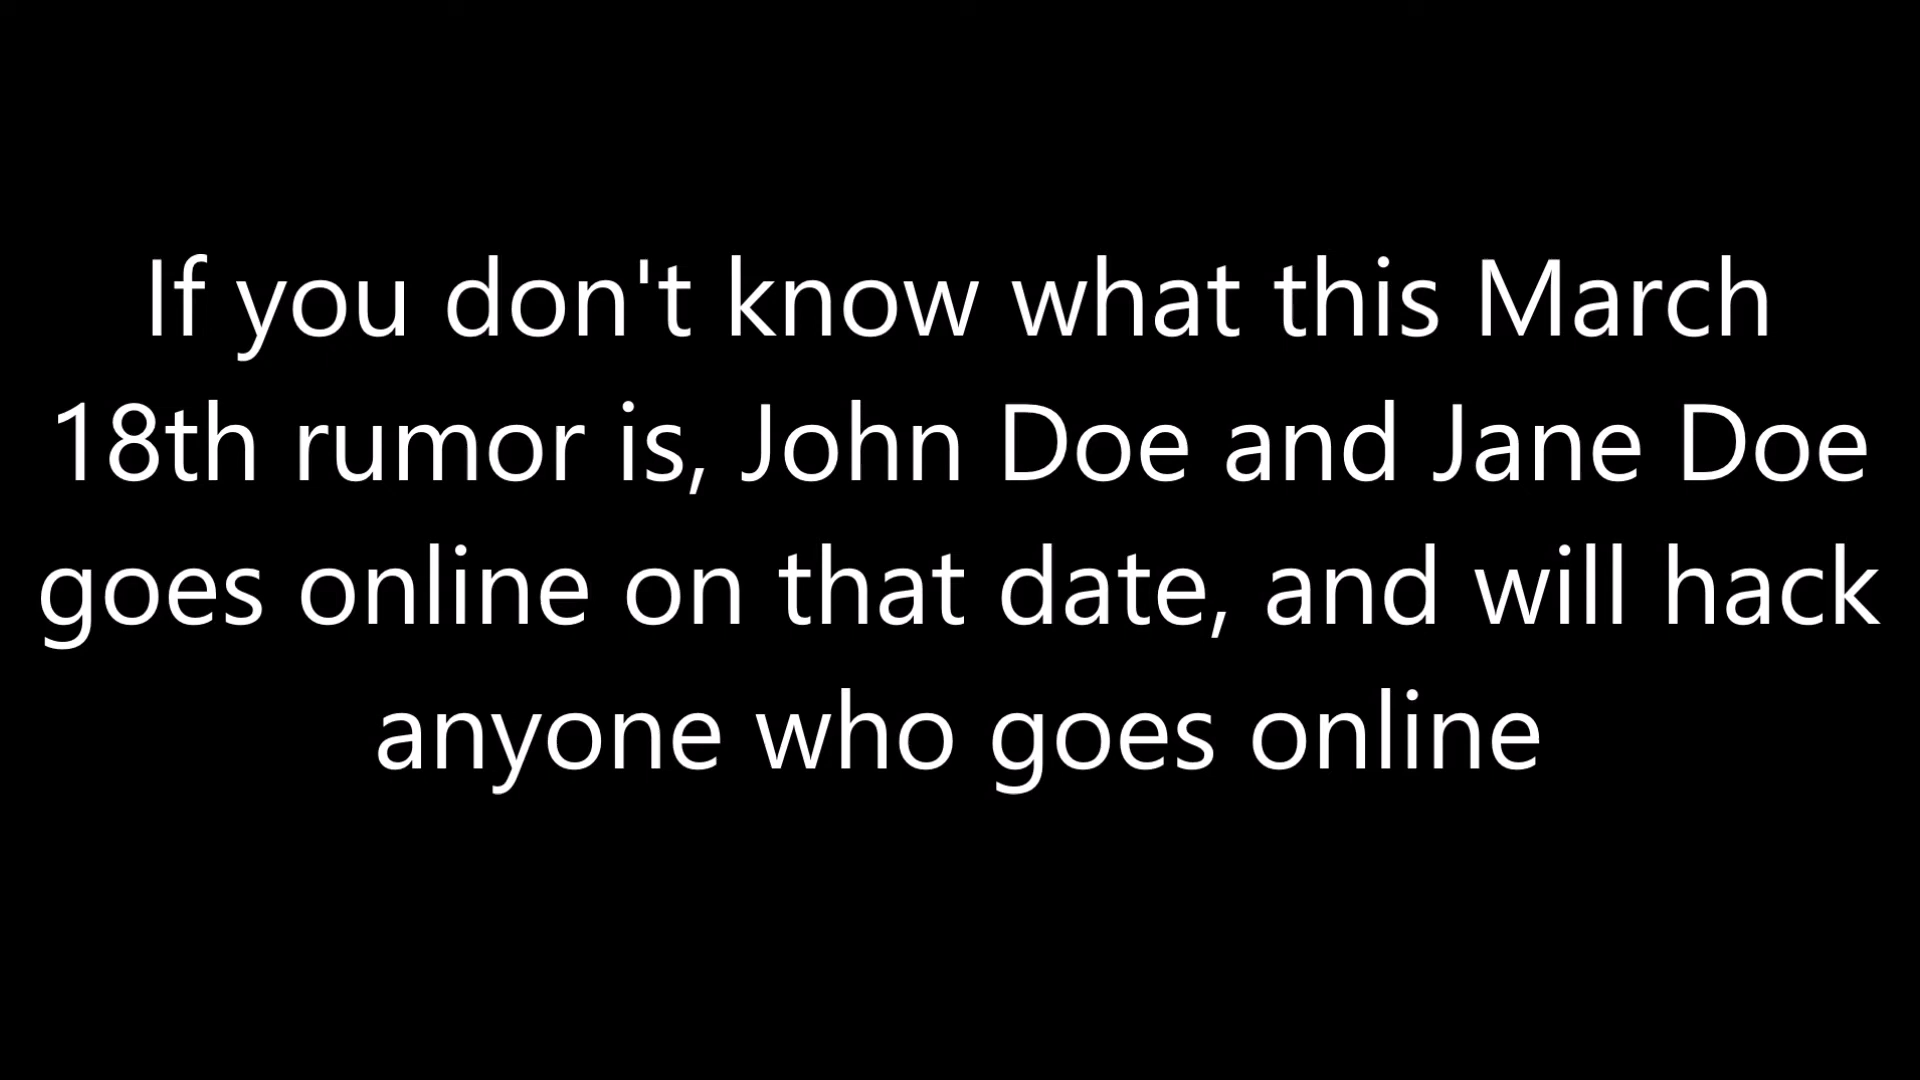 If you don't know what this March
18th rumor is, John Doe and Jane Doe
goes online on that date, and will hack
anyone who goes online